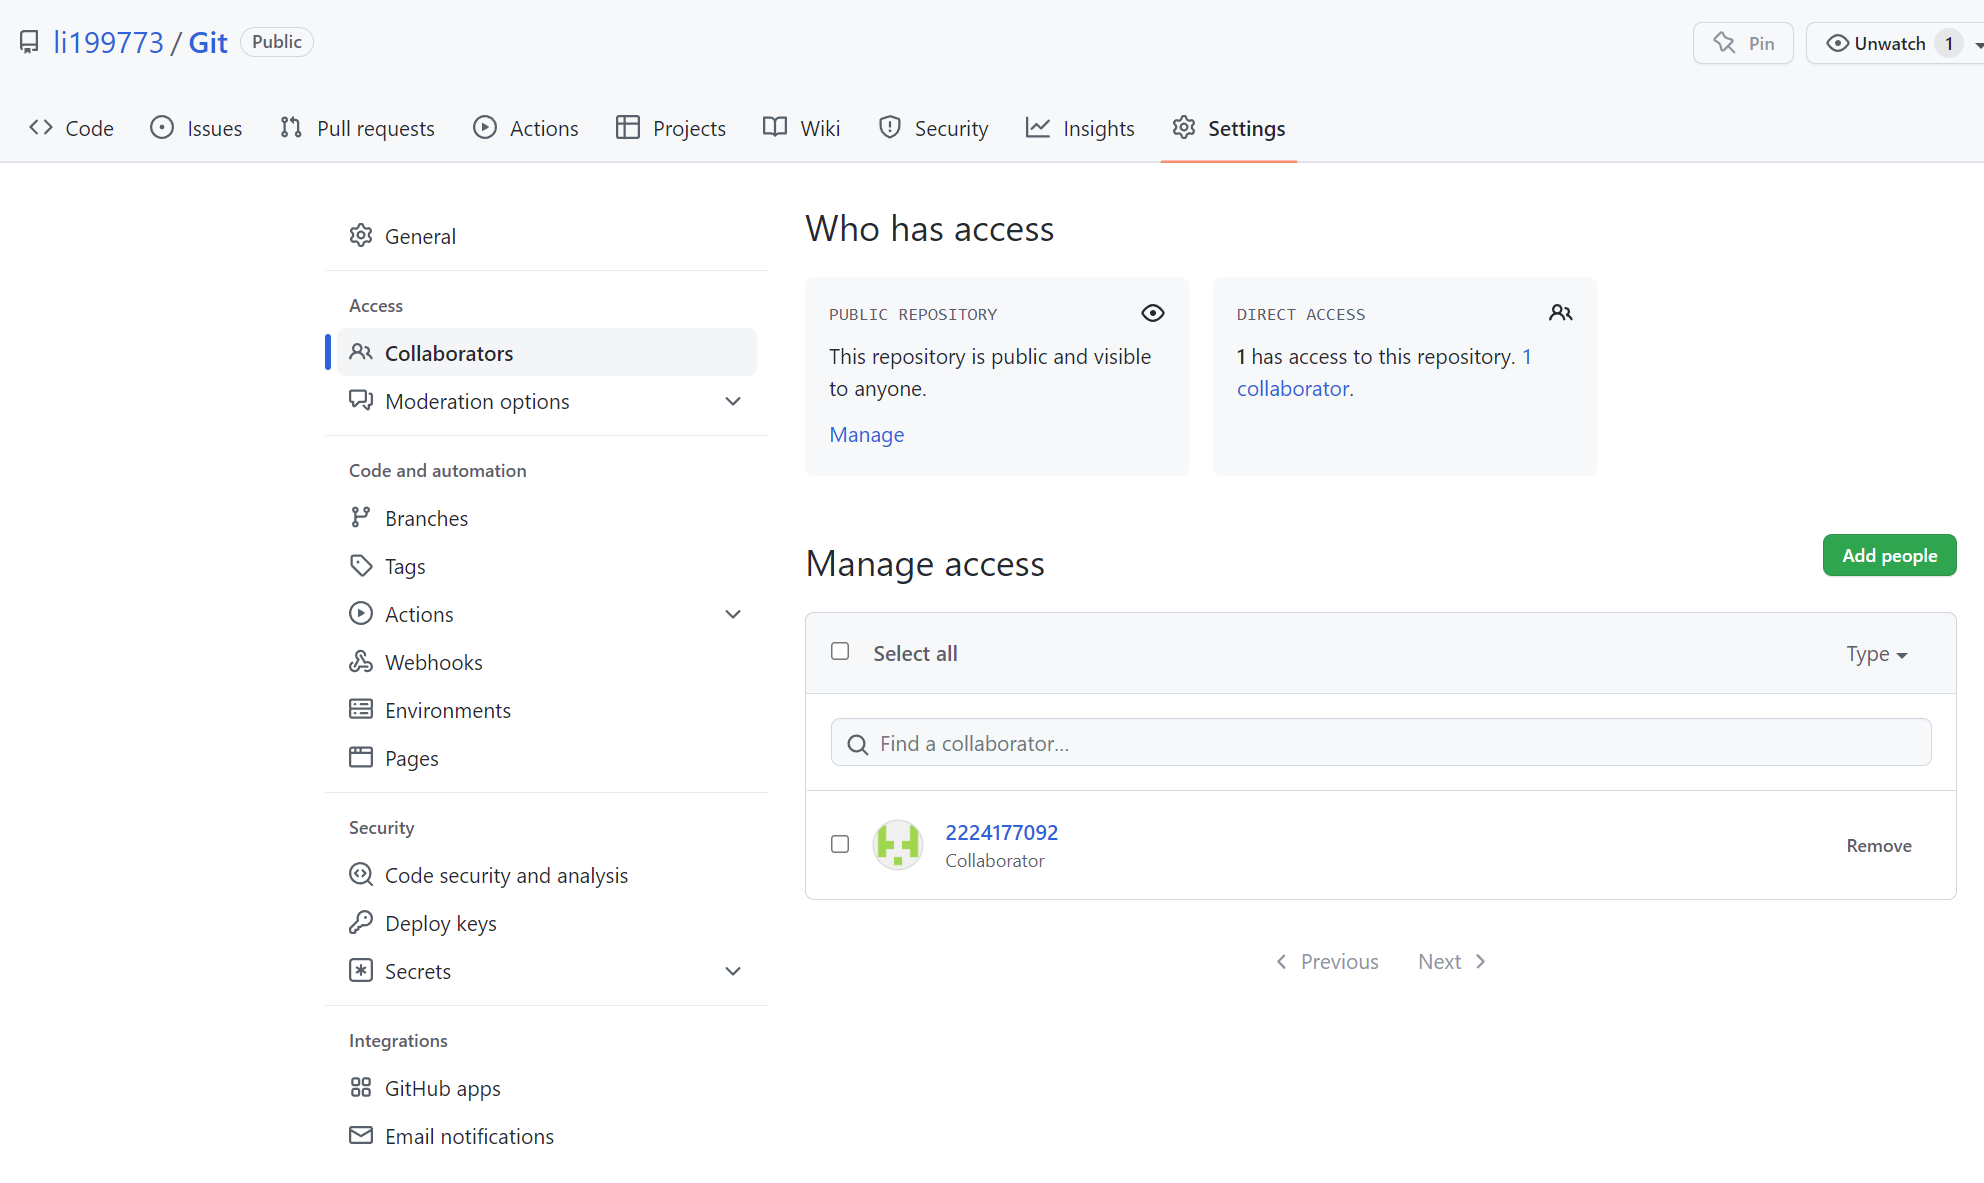 li199773 / Git Public
Pin
Unwatch 1
Code
Issues
Pull requests
Actions
Projects
Wiki
Security
Insights
Settings
General
Access
Collaborators
Moderation options
Code and automation
Branches
Tags
Actions
Webhooks
Environments
Pages
Security
Code security and analysis
Deploy keys
Secrets
Integrations
GitHub apps
Email notifications
Who has access
PUBLIC REPOSITORY
This repository is public and visible
to anyone.
Manage
DIRECT ACCESS
1 has access to this repository. 1
collaborator.
Manage access
Add people
Select all
Type
Find a collaborator...
2224177092
Collaborator
Remove
Previous
Next